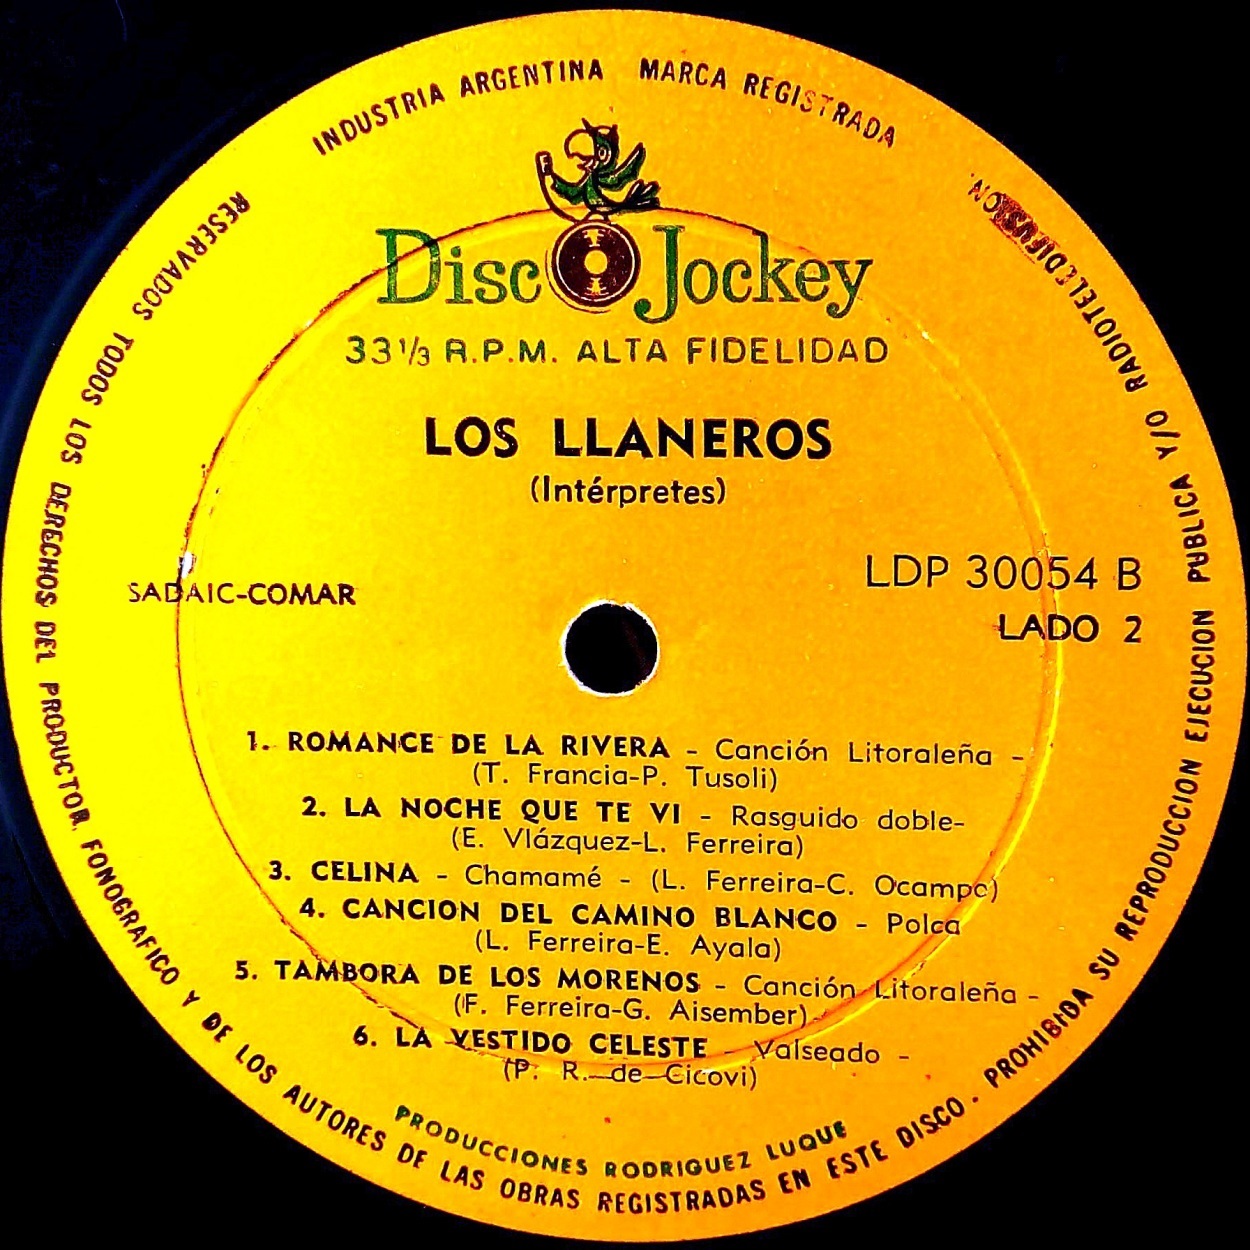 INDUSTRIA ARGENTINA MARCA REGISTRADA
Disc Jockey
33 1/3 R.P.M. ALTA FIDELIDAD
LOS LLANEROS
(Intérpretes)
SADAIC-COMAR
LDP 30054 B
LADO 2
1. ROMANCE DE LA RIVERA - Canción Litoraleña -
(T. Francia-P. Tusoli)
2. LA NOCHE QUE TE VI - Rasguido doble-
(E. Vlázquez-L. Ferreira)
3. CELINA - Chamamé - (L. Ferreira-C. Ocampo)
4. CANCION DEL CAMINO BLANCO - Polca
(L. Ferreira-E. Ayala)
5. TAMBORA DE LOS MORENOS - Canción Litoraleña -
(F. Ferreira-G. Aisember)
6. LA VESTIDO CELESTE Valseado -
(P. R. de Cicovi)
PRODUCCIONES RODRIGUEZ LUQUE
RESERVADOS TODOS LOS DERECHOS DEL PRODUCTOR FONOGRAFICO Y DE LOS AUTORES DE LAS OBRAS REGISTRADAS EN ESTE DISCO. PROHIBIDA SU REPRODUCCION EJECUCION PUBLICA Y/O RADIOTELEDIFUSION.